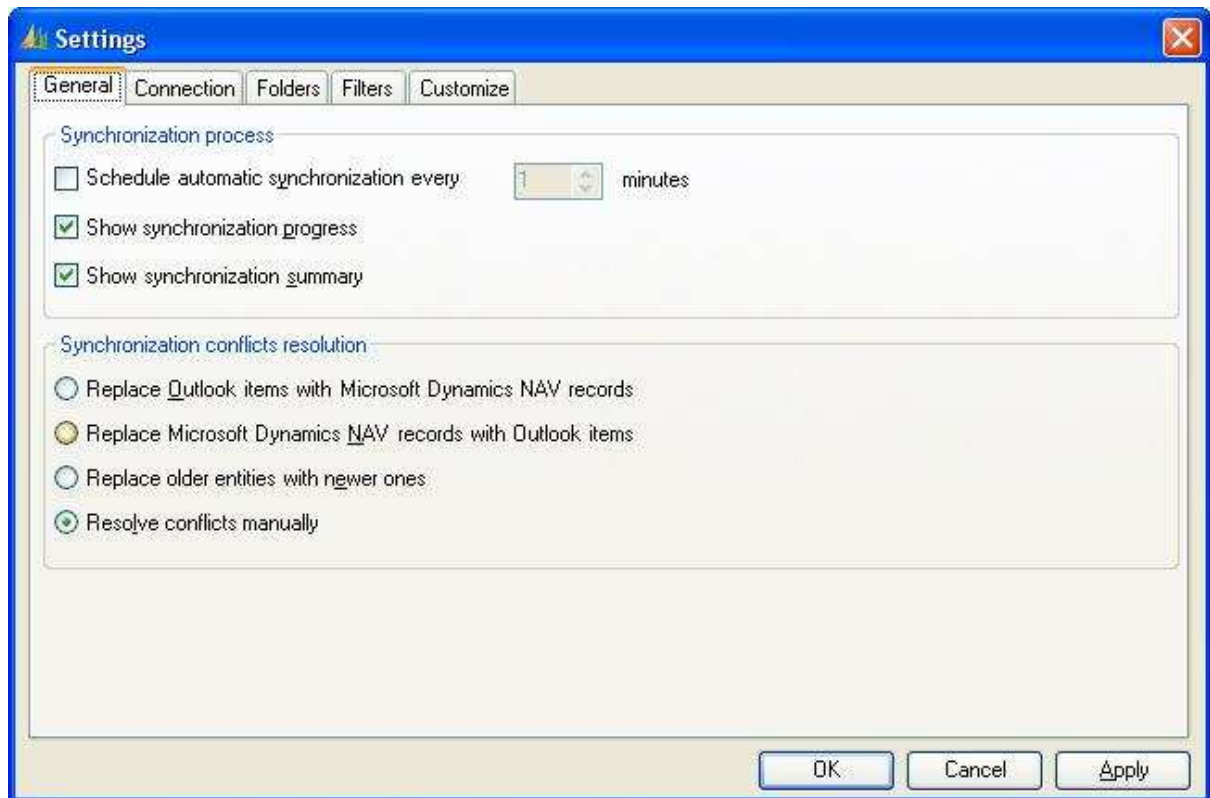 Settings
General Connection Folders Filters Customize
Synchronization process
Schedule automatic synchronization every 1 minutes
Show synchronization progress
Show synchronization summary
Synchronization conflicts resolution
Replace Outlook items with Microsoft Dynamics NAV records
Replace Microsoft Dynamics NAV records with Outlook items
Replace older entities with newer ones
Resolve conflicts manually
OK Cancel Apply